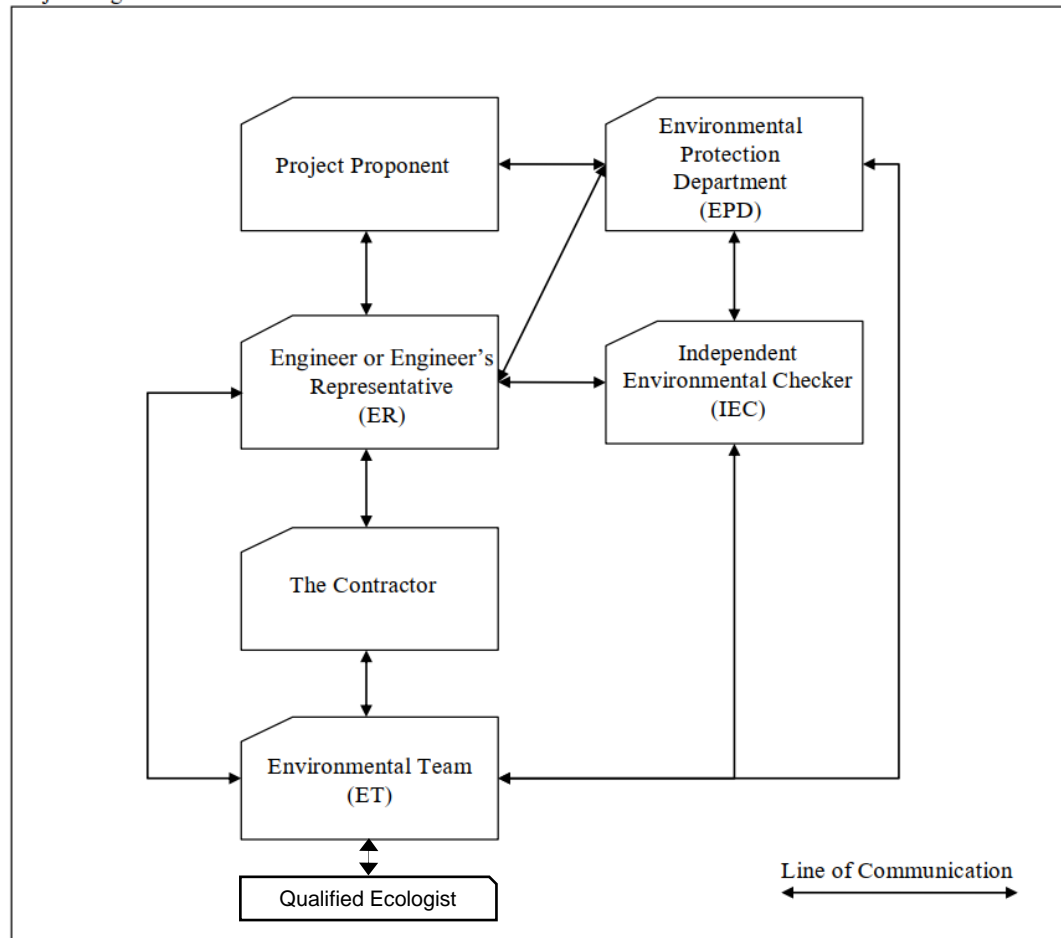 Project Proponent
Environmental
Protection
Department
(EPD)
Engineer or Engineer’s
Representative
(ER)
Independent
Environmental Checker
(IEC)
The Contractor
Environmental Team
(ET)
Qualified Ecologist
Line of Communication